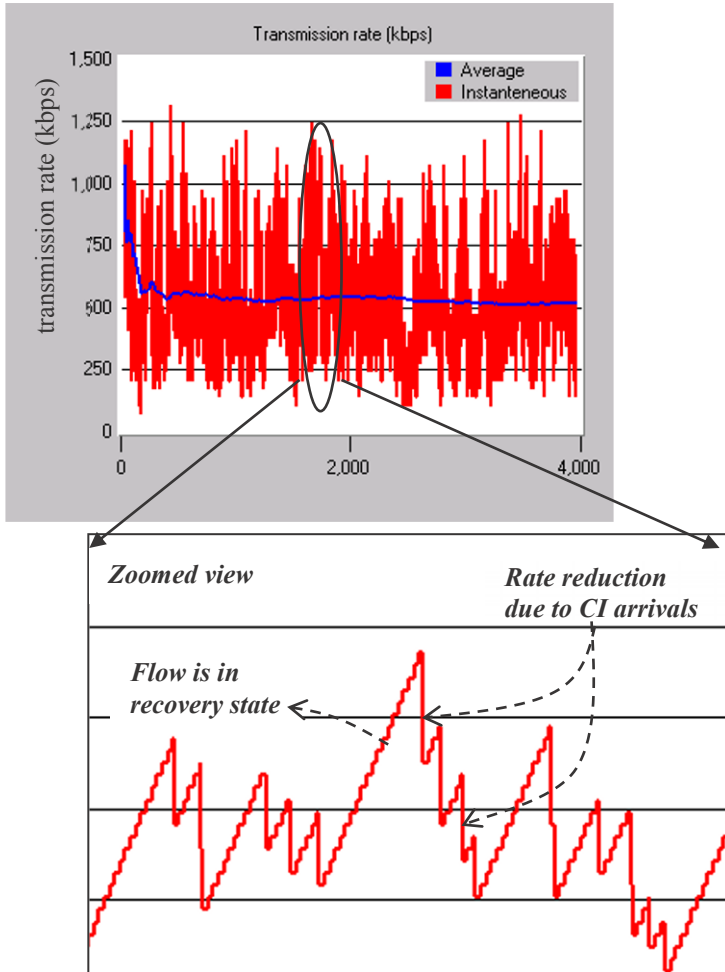 Transmission rate (kbps)
1,500
1,250
1,000
750
500
250
0
transmission rate (kbps)
Average
Instanteneous
0
2,000
4,000
Zoomed view
Rate reduction
due to CI arrivals
Flow is in
recovery state